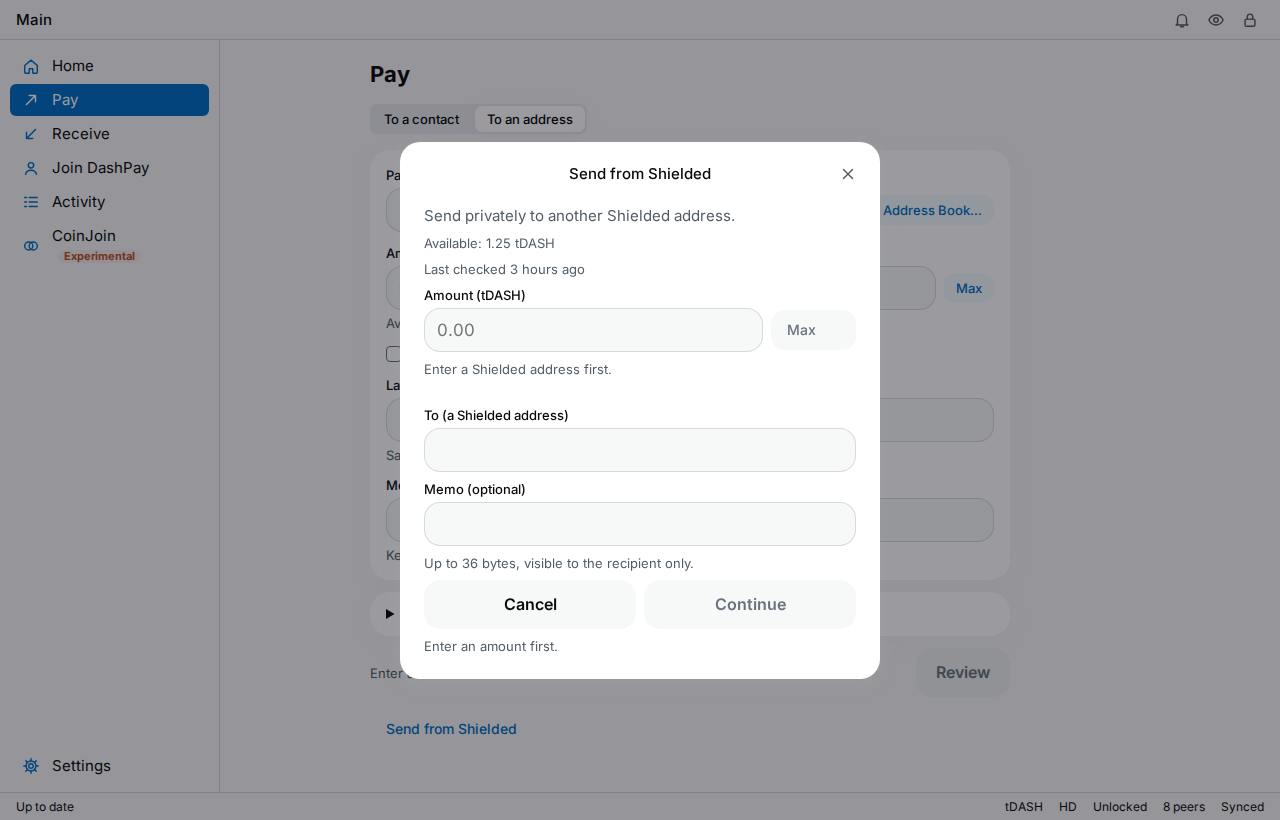 Main
Home
Pay
Receive
Join DashPay
Activity
CoinJoin
Experimental
Settings
Pay
To a contact
To an address
Address Book...
Max
Send from Shielded
Send privately to another Shielded address.
Available: 1.25 tDASH
Last checked 3 hours ago
Amount (tDASH)
0.00
Max
Enter a Shielded address first.
To (a Shielded address)
Memo (optional)
Up to 36 bytes, visible to the recipient only.
Cancel
Continue
Enter an amount first.
Enter
Review
Send from Shielded
Up to date
tDASH
HD
Unlocked
8 peers
Synced